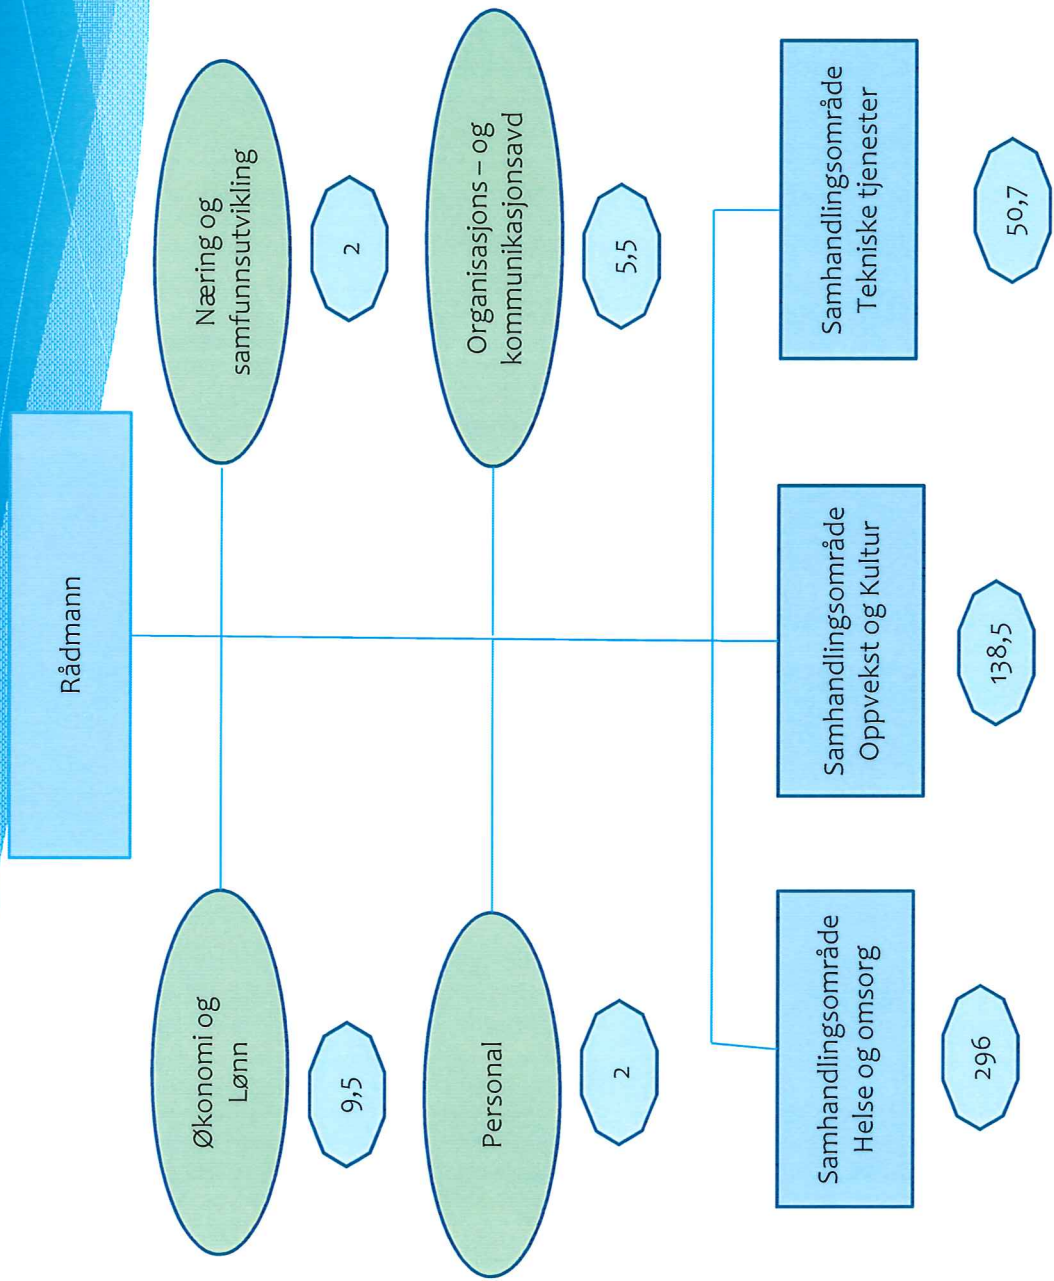 Rådmann
Økonomi og
Lønn
9,5
Næring og
samfunnsutvikling
2
Personal
2
Organisasjons – og
kommunikasjonsavd
5,5
Samhandlingsområde
Helse og omsorg
296
Samhandlingsområde
Oppvekst og Kultur
138,5
Samhandlingsområde
Tekniske tjenester
50,7